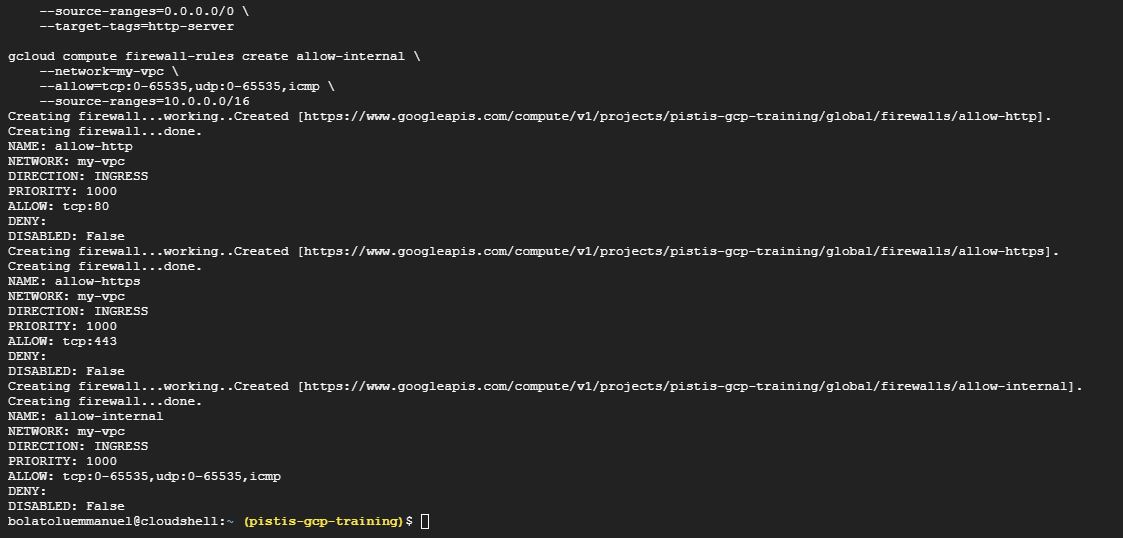 --source-ranges=0.0.0.0/0 \
--target-tags=http-server
gcloud compute firewall-rules create allow-internal \
--network=my-vpc \
--allow=tcp:0-65535,udp:0-65535,icmp \
--source-ranges=10.0.0.0/16
Creating firewall...working..Created [https://www.googleapis.com/compute/v1/projects/pistis-gcp-training/global/firewalls/allow-http].
Creating firewall...done.
NAME: allow-http
NETWORK: my-vpc
DIRECTION: INGRESS
PRIORITY: 1000
ALLOW: tcp:80
DENY:
DISABLED: False
Creating firewall...working..Created [https://www.googleapis.com/compute/v1/projects/pistis-gcp-training/global/firewalls/allow-https].
Creating firewall...done.
NAME: allow-https
NETWORK: my-vpc
DIRECTION: INGRESS
PRIORITY: 1000
ALLOW: tcp:443
DENY:
DISABLED: False
Creating firewall...working..Created [https://www.googleapis.com/compute/v1/projects/pistis-gcp-training/global/firewalls/allow-internal].
Creating firewall...done.
NAME: allow-internal
NETWORK: my-vpc
DIRECTION: INGRESS
PRIORITY: 1000
ALLOW: tcp:0-65535,udp:0-65535,icmp
DENY:
DISABLED: False
bolatoluemmanuel@cloudshell:~ (pistis-gcp-training)$